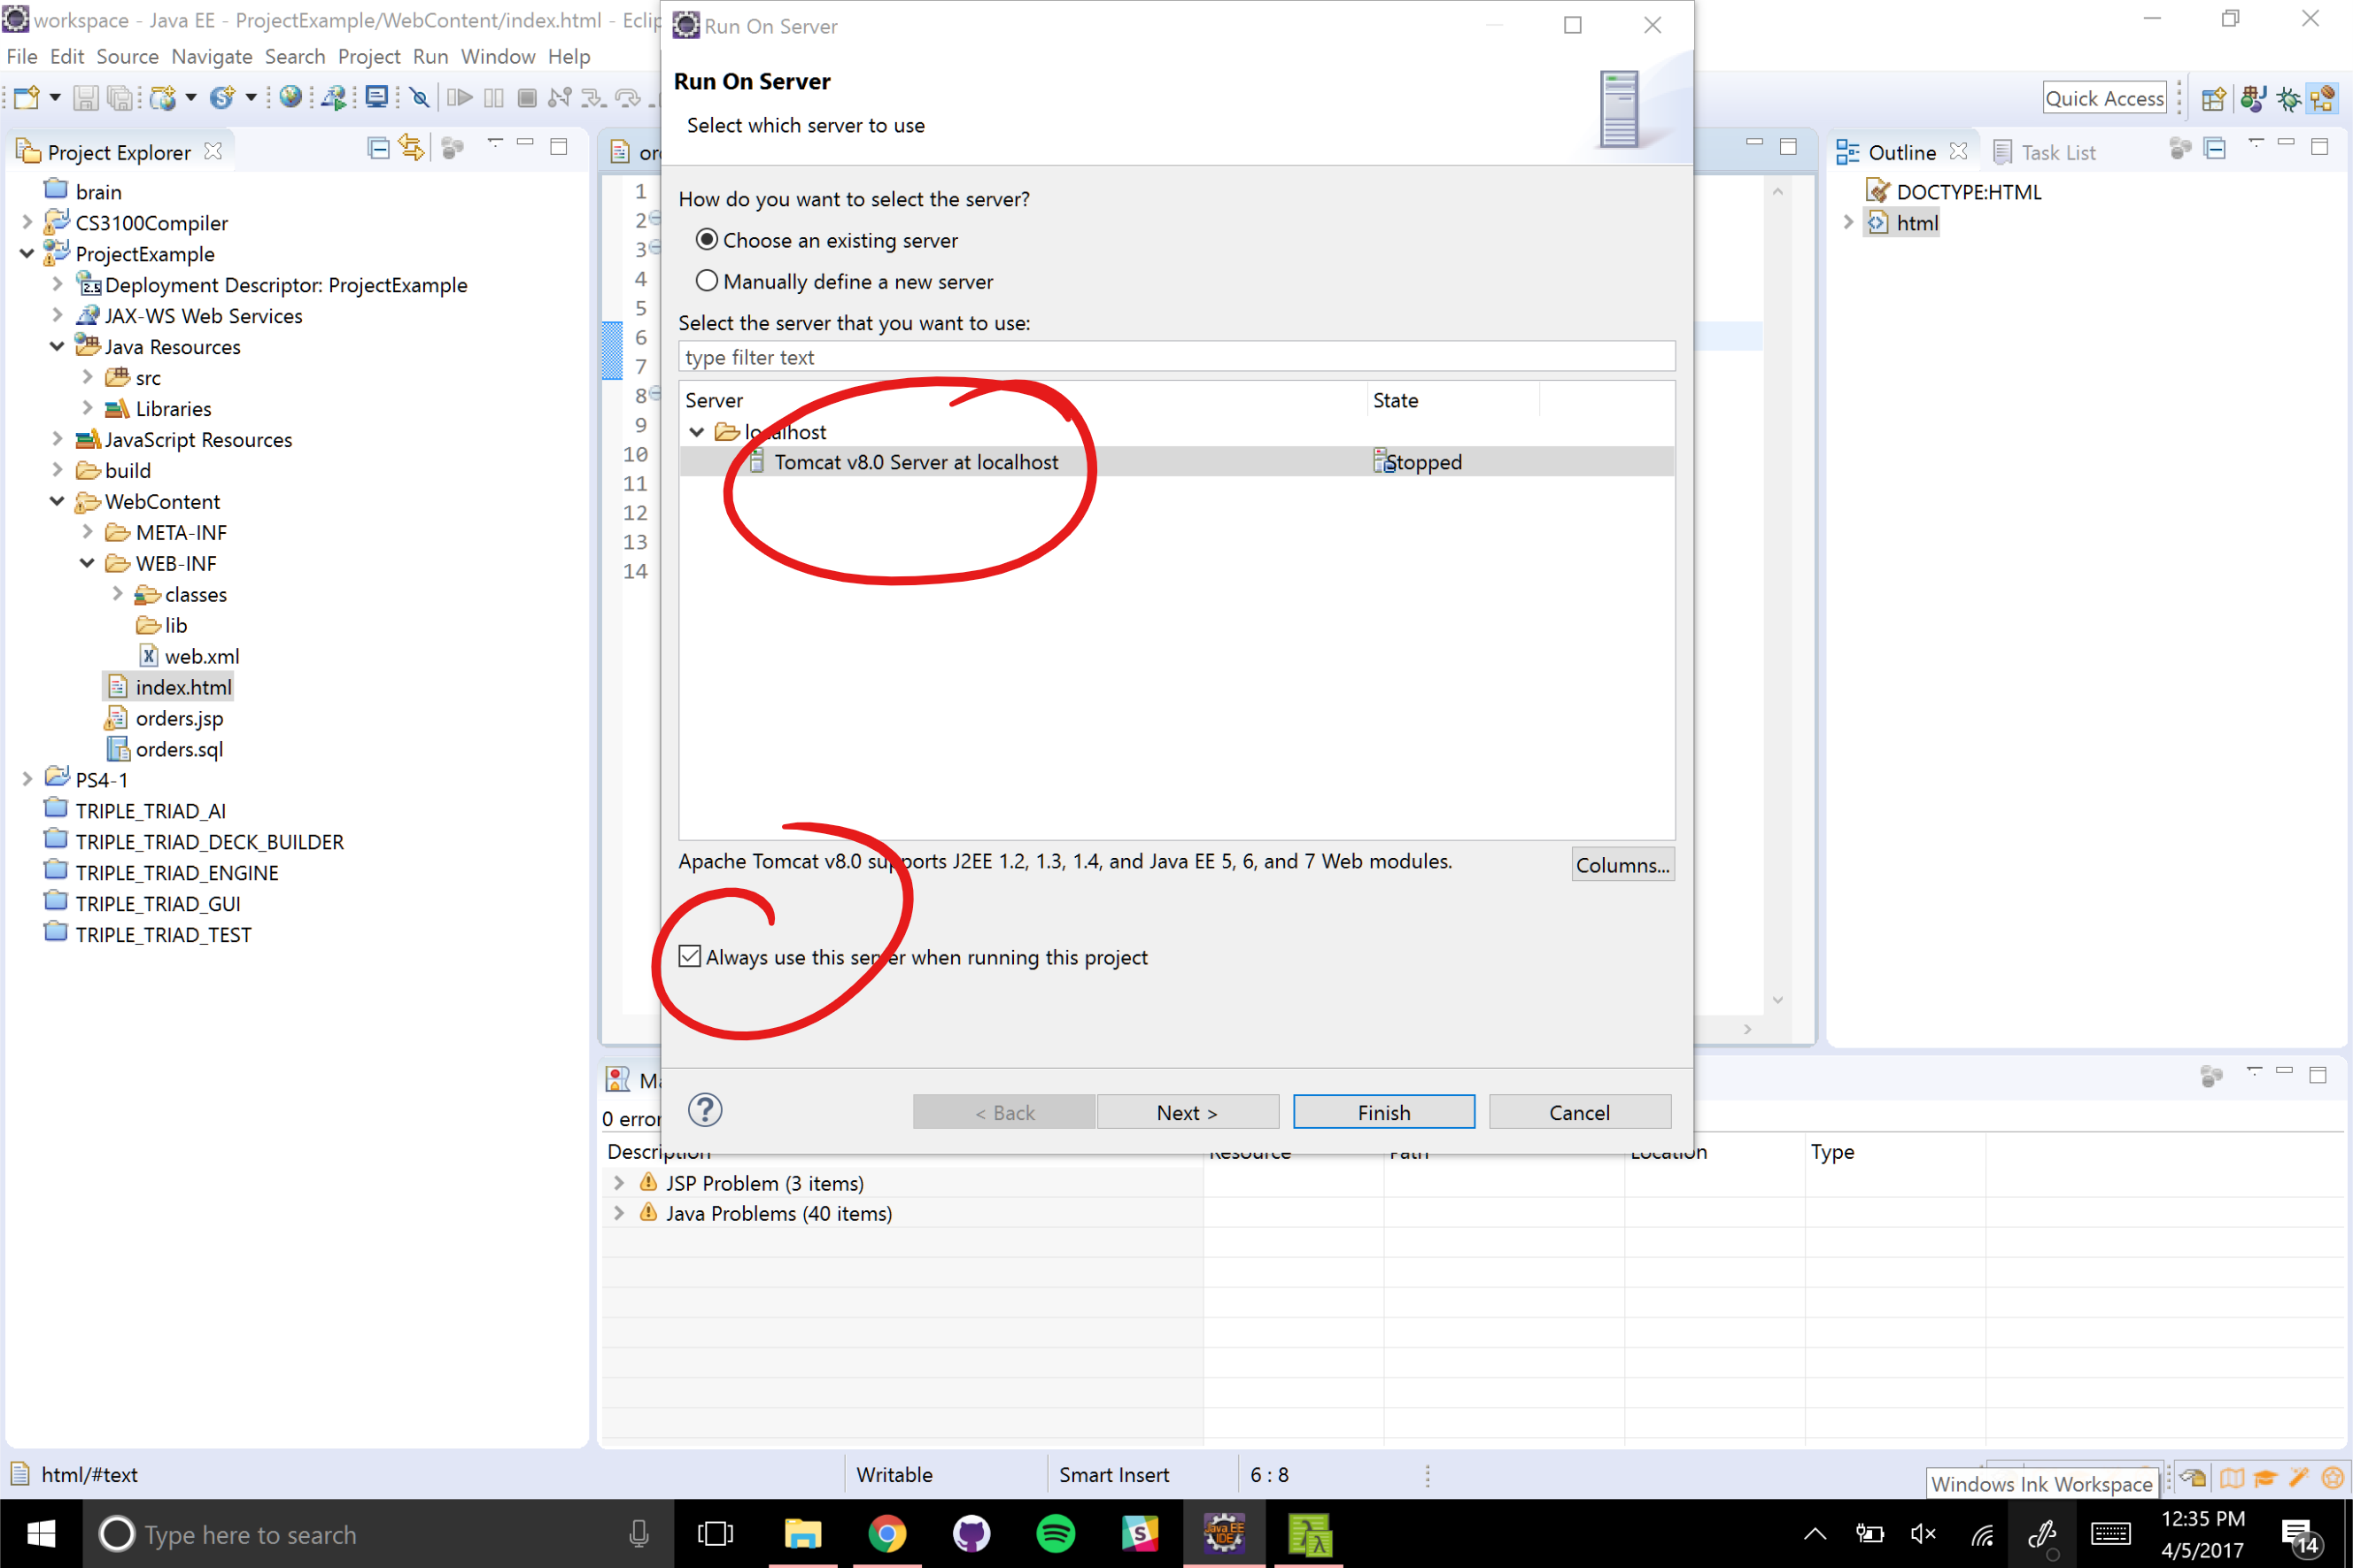 workspace - Java EE - ProjectExample/WebContent/index.html - Eclip
File Edit Source Navigate Search Project Run Window Help
Quick Access
Project Explorer
brain
CS3100Compiler
ProjectExample
2.5 Deployment Descriptor: ProjectExample
JAX-WS Web Services
Java Resources
src
Libraries
JavaScript Resources
build
WebContent
META-INF
WEB-INF
classes
lib
web.xml
index.html
orders.jsp
orders.sql
PS4-1
TRIPLE_TRIAD_AI
TRIPLE_TRIAD_DECK_BUILDER
TRIPLE_TRIAD_ENGINE
TRIPLE_TRIAD_GUI
TRIPLE_TRIAD_TEST
1
2
3
4
5
6
7
8
9
10
11
12
13
14
Run On Server
Run On Server
Select which server to use
How do you want to select the server?
Choose an existing server
Manually define a new server
Select the server that you want to use:
type filter text
Server State
localhost
Tomcat v8.0 Server at localhost Stopped
Apache Tomcat v8.0 supports J2EE 1.2, 1.3, 1.4, and Java EE 5, 6, and 7 Web modules.
Columns...
Always use this server when running this project
? < Back Next > Finish Cancel
Outline Task List
DOCTYPE:HTML
html
0 error
Description Resource Path Location Type
JSP Problem (3 items)
Java Problems (40 items)
html/#text Writable Smart Insert 6 : 8
Windows Ink Workspace
Type here to search
Java EE
IDE
12:35 PM
4/5/2017
14